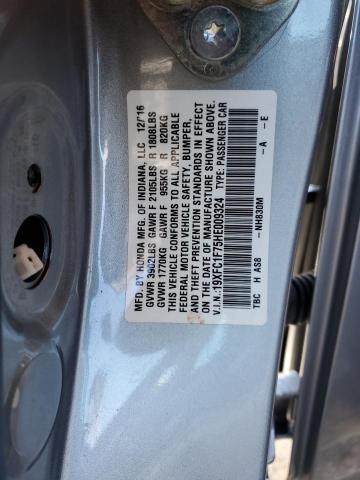 MFD. BY HONDA MFG. OF INDIANA, LLC 12/16
GVWR 3902LBS GAWR F 2105LBS R 1808LBS
GVWR 1770KG GAWR F 955KG R 820KG
THIS VEHICLE CONFORMS TO ALL APPLICABLE
FEDERAL MOTOR VEHICLE SAFETY, BUMPER,
AND THEFT PREVENTION STANDARDS IN EFFECT
ON THE DATE OF MANUFACTURE SHOWN ABOVE.
V.I.N.:19XFC1F75HE009324 TYPE: PASSENGER CAR
NH830M -A -E
TBC H AS8